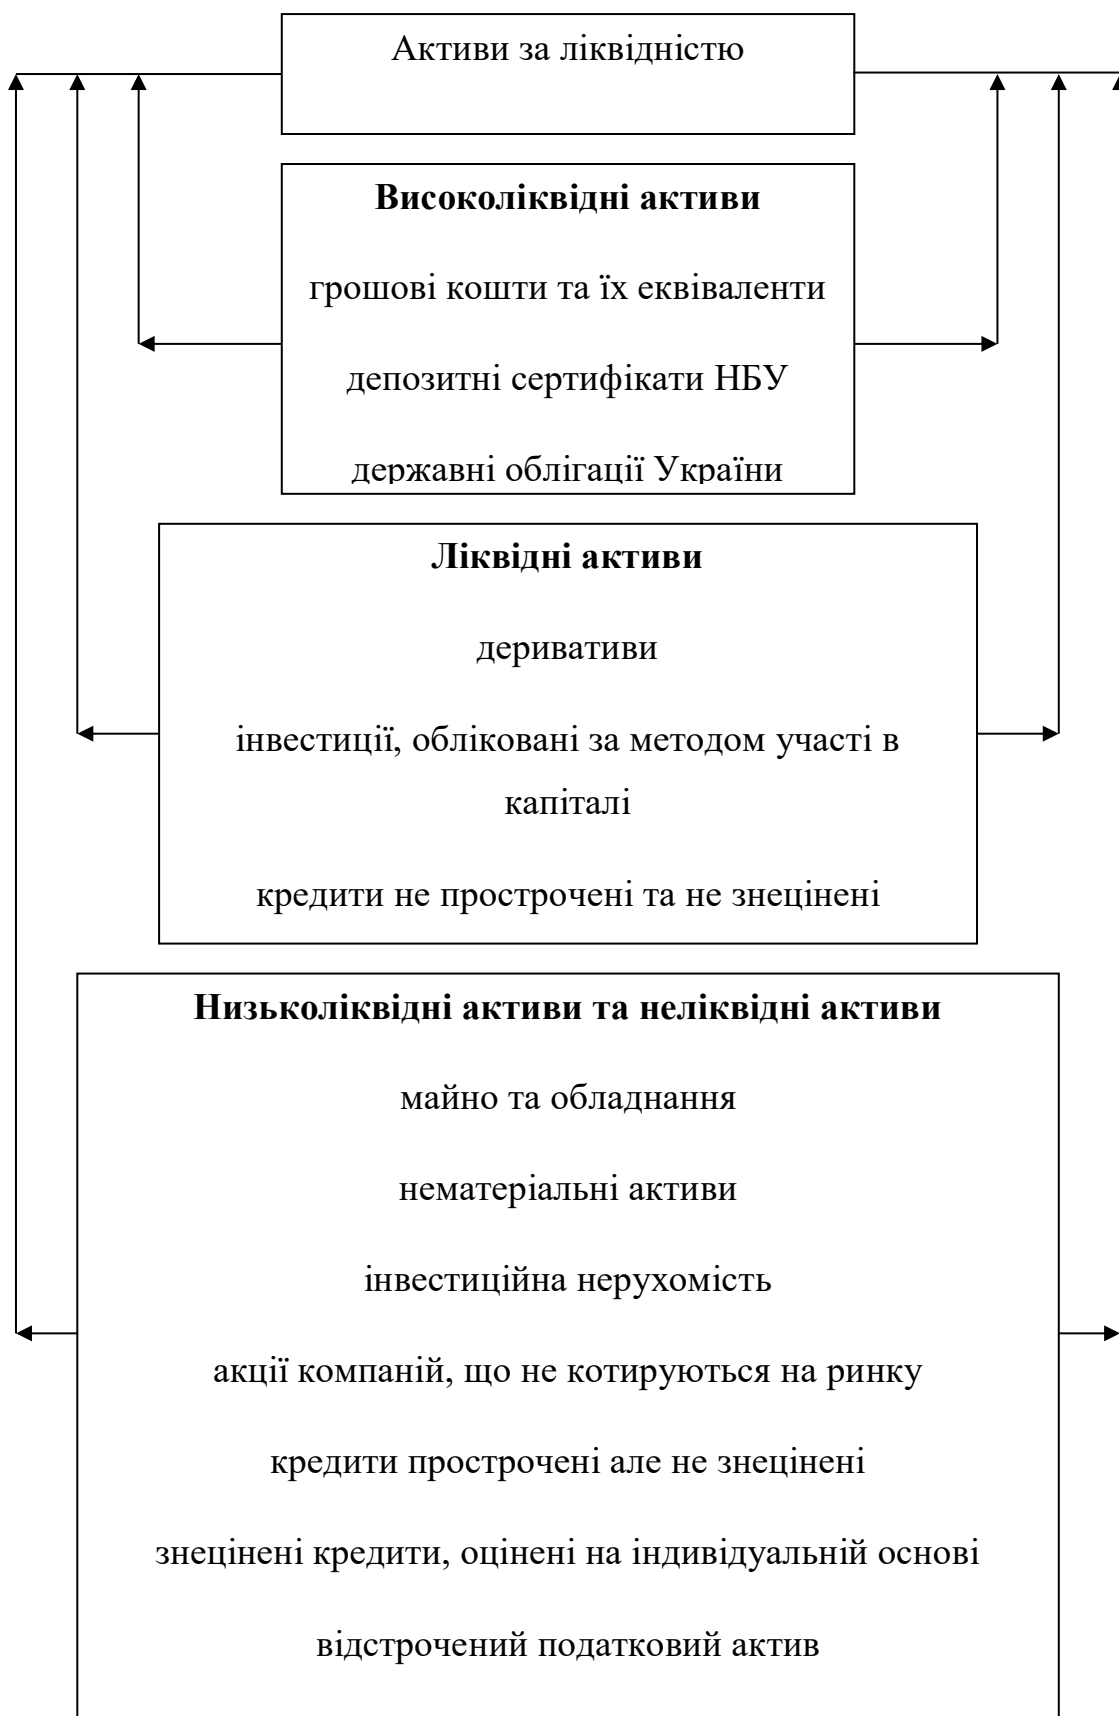 Активи за ліквідністю
Високоліквідні активи
грошові кошти та їх еквіваленти
депозитні сертифікати НБУ
державні облігації України
Ліквідні активи
деривативи
інвестиції, обліковані за методом участі в
капіталі
кредити не прострочені та не знецінені
Низьколіквідні активи та неліквідні активи
майно та обладнання
нематеріальні активи
інвестиційна нерухомість
акції компаній, що не котируються на ринку
кредити прострочені але не знецінені
знецінені кредити, оцінені на індивідуальній основі
відстрочений податковий актив